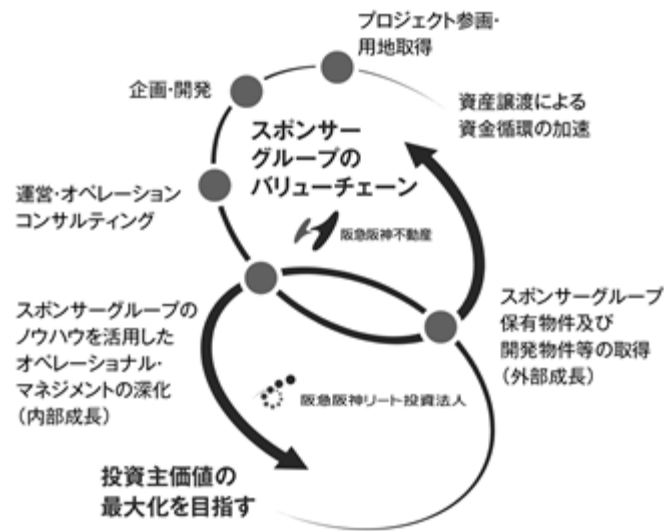 プロジェクト参画・
用地取得
企画・開発
資産譲渡による
資金循環の加速
スポンサー
グループの
バリューチェーン
運営・オペレーション
コンサルティング
阪急阪神不動産
スポンサーグループの
ノウハウを活用した
オペレーショナル・
マネジメントの深化
（内部成長）
スポンサーグループ
保有物件及び
開発物件等の取得
（外部成長）
阪急阪神リート投資法人
投資主価値の
最大化を目指す